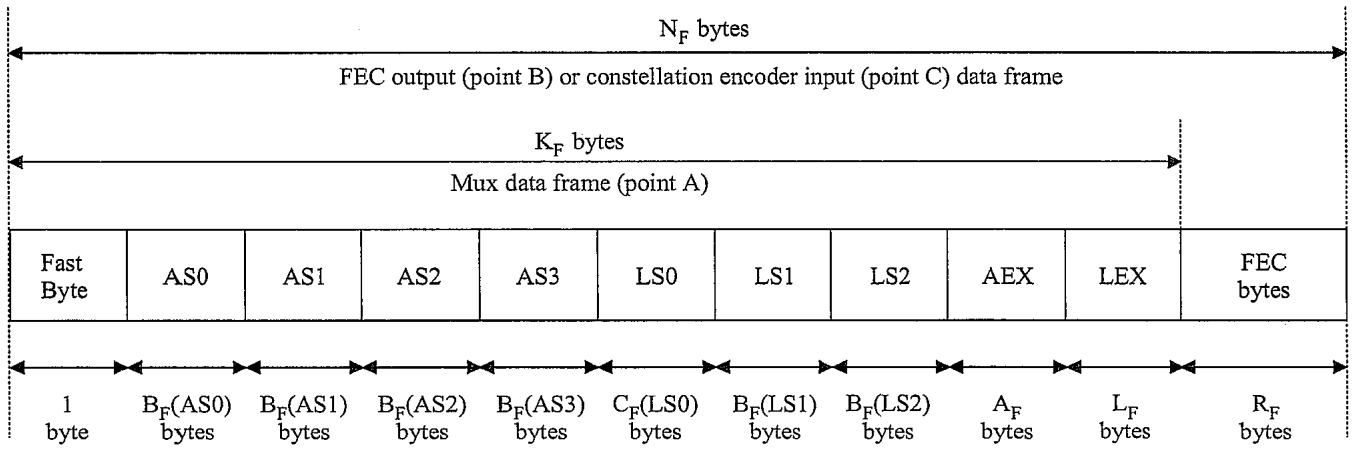 N_F bytes
FEC output (point B) or constellation encoder input (point C) data frame
K_F bytes
Mux data frame (point A)
Fast Byte AS0 AS1 AS2 AS3 LS0 LS1 LS2 AEX LEX FEC bytes
1 byte B_F(AS0) bytes B_F(AS1) bytes B_F(AS2) bytes B_F(AS3) bytes C_F(LS0) bytes B_F(LS1) bytes B_F(LS2) bytes A_F bytes L_F bytes R_F bytes